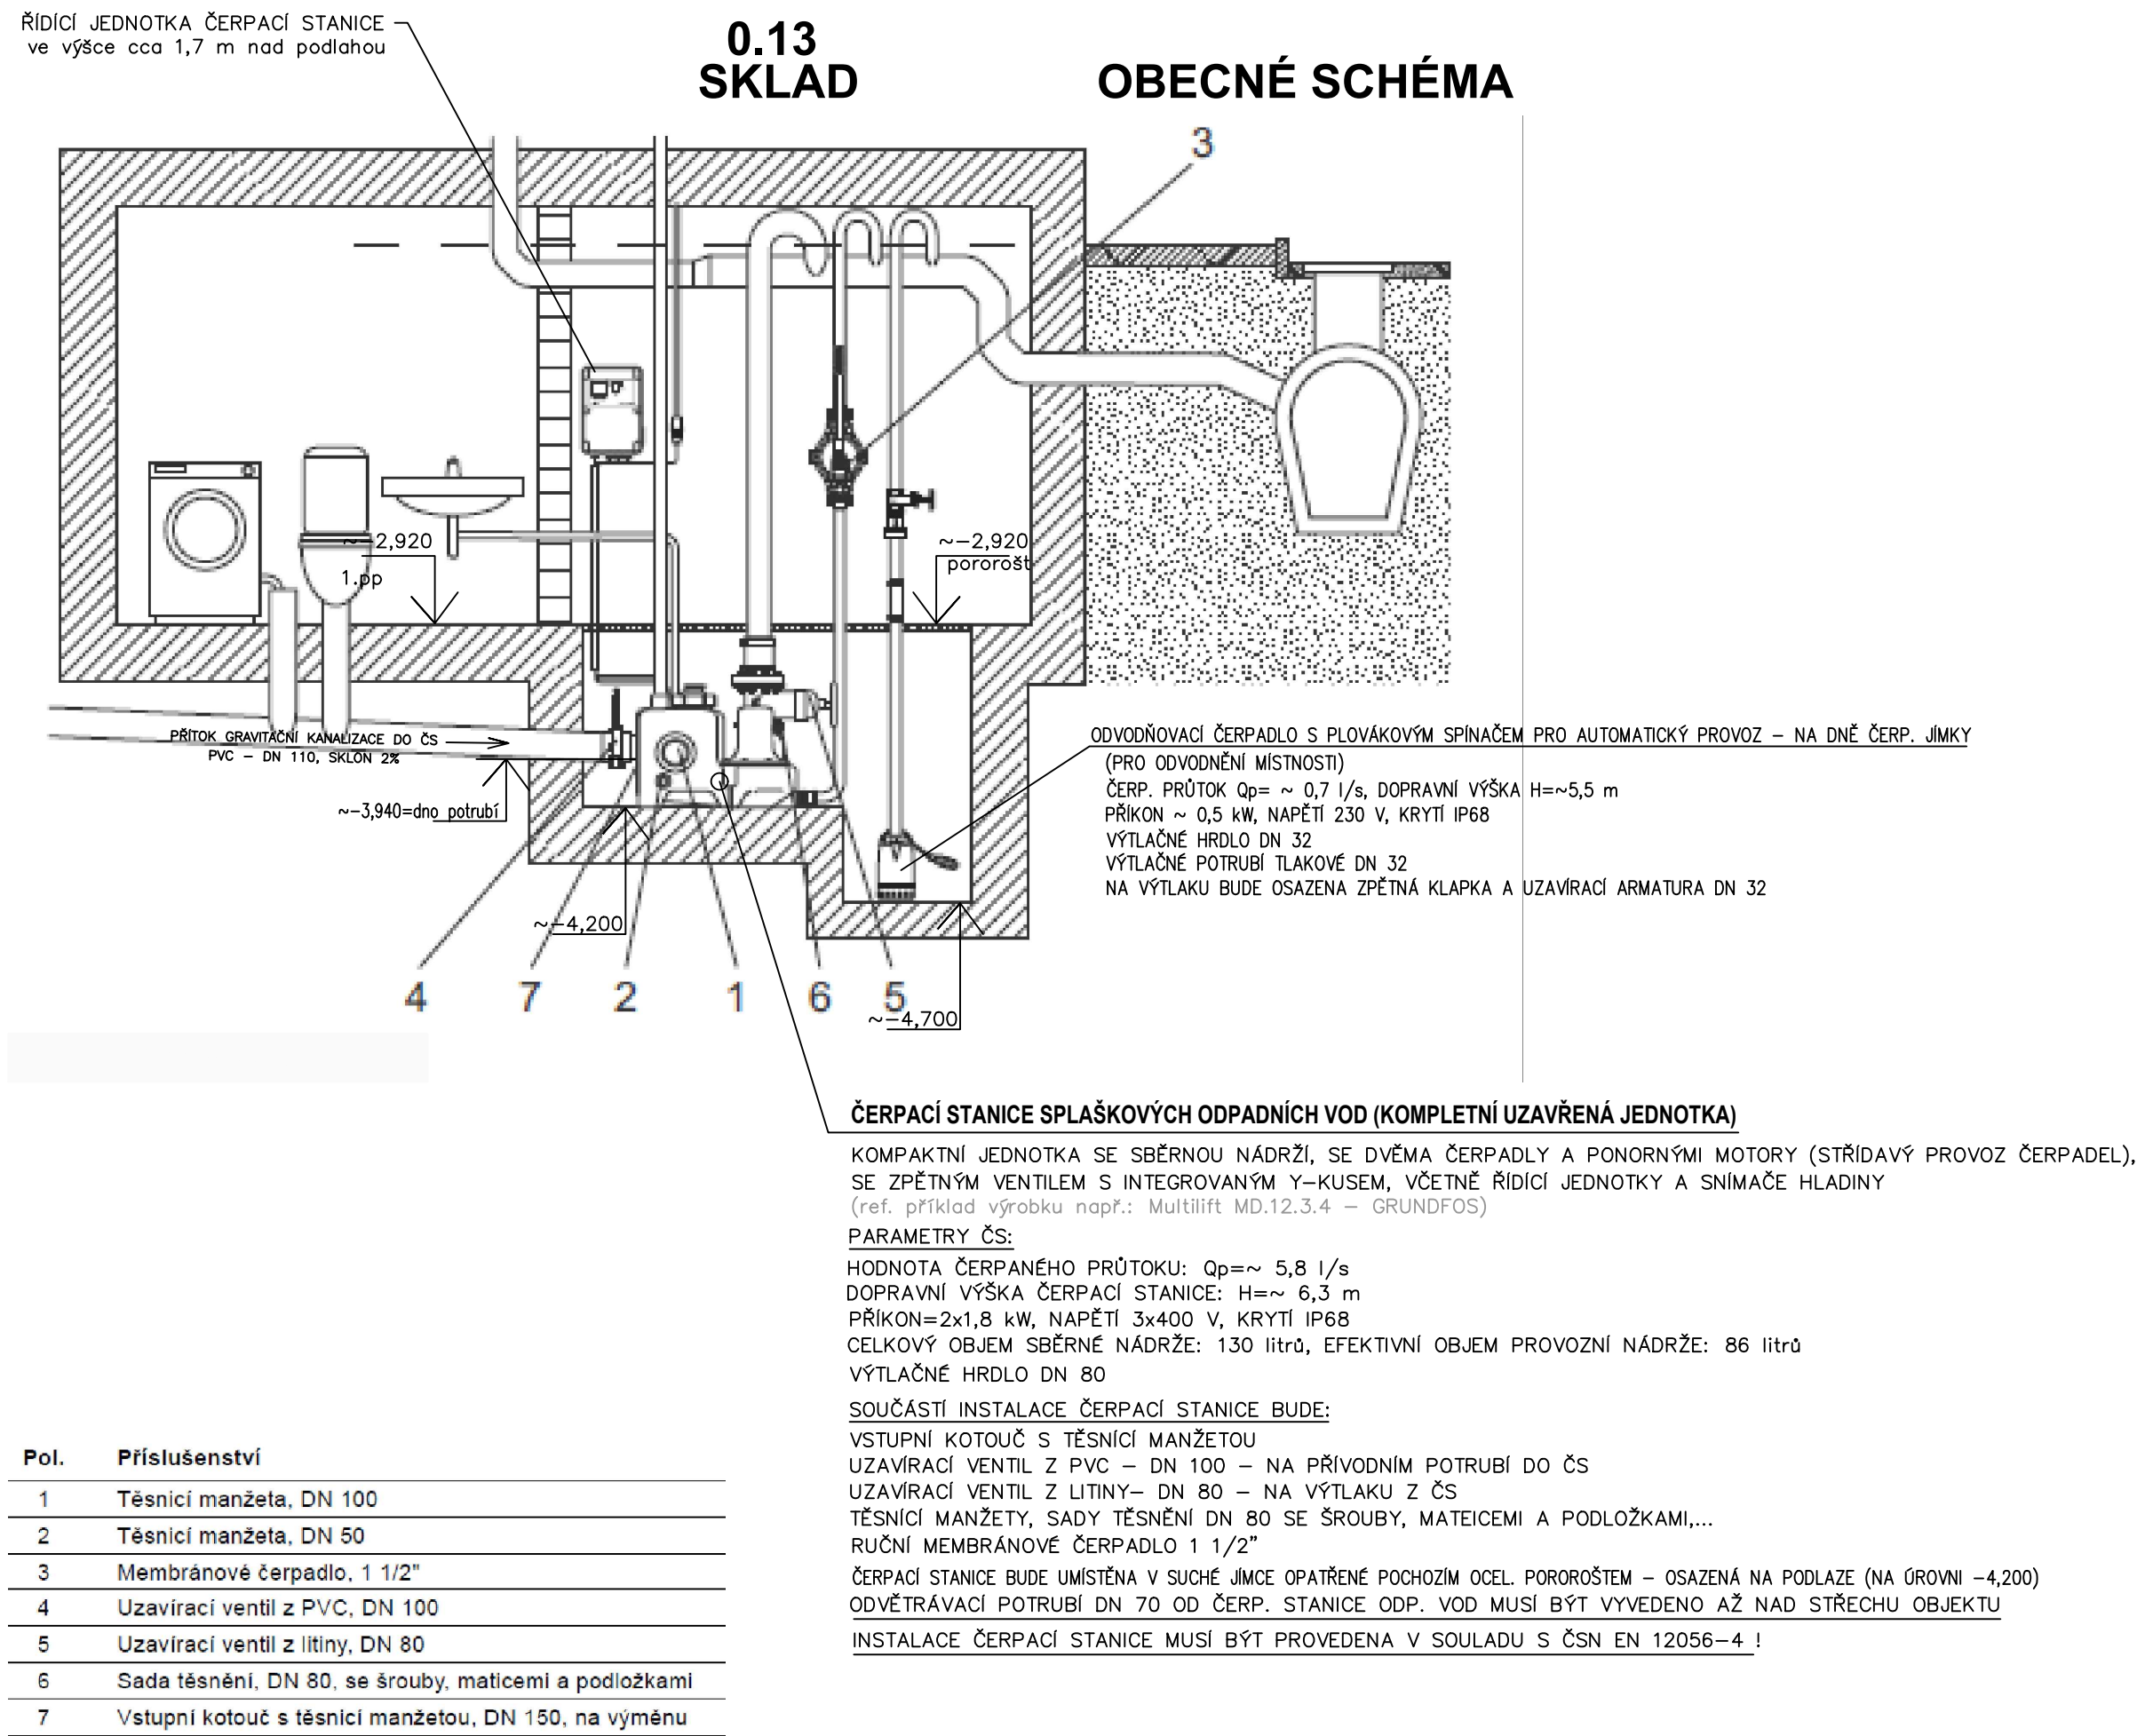 ŘÍDÍCÍ JEDNOTKA ČERPACÍ STANICE
ve výšce cca 1,7 m nad podlahou
0.13
SKLAD
OBECNÉ SCHÉMA
3
~-2,920
1.pp
~-2,920
pororošt
PŘÍTOK GRAVITAČNÍ KANALIZACE DO ČS
PVC – DN 110, SKLON 2%
~-3,940=dno potrubí
~-4,200
~-4,700
4 7 2 1 6 5
ODVODŇOVACÍ ČERPADLO S PLOVÁKOVÝM SPÍNAČEM PRO AUTOMATICKÝ PROVOZ – NA DNĚ ČERP. JÍMKY
(PRO ODVODNĚNÍ MÍSTNOSTI)
ČERP. PRŮTOK Qp= ~ 0,7 l/s, DOPRAVNÍ VÝŠKA H=~5,5 m
PŘÍKON ~ 0,5 kW, NAPĚTÍ 230 V, KRYTÍ IP68
VÝTLAČNÉ HRDLO DN 32
VÝTLAČNÉ POTRUBÍ TLAKOVÉ DN 32
NA VÝTLAKU BUDE OSAZENA ZPĚTNÁ KLAPKA A UZAVÍRACÍ ARMATURA DN 32
ČERPACÍ STANICE SPLAŠKOVÝCH ODPADNÍCH VOD (KOMPLETNÍ UZAVŘENÁ JEDNOTKA)
KOMPAKTNÍ JEDNOTKA SE SBĚRNOU NÁDRŽÍ, SE DVĚMA ČERPADLY A PONORNÝMI MOTORY (STŘÍDAVÝ PROVOZ ČERPADEL),
SE ZPĚTNÝM VENTILEM S INTEGROVANÝM Y–KUSEM, VČETNĚ ŘÍDÍCÍ JEDNOTKY A SNÍMAČE HLADINY
(ref. příklad výrobku např.: Multilift MD.12.3.4 – GRUNDFOS)
PARAMETRY ČS:
HODNOTA ČERPANÉHO PRŮTOKU: Qp=~ 5,8 l/s
DOPRAVNÍ VÝŠKA ČERPACÍ STANICE: H=~ 6,3 m
PŘÍKON=2x1,8 kW, NAPĚTÍ 3x400 V, KRYTÍ IP68
CELKOVÝ OBJEM SBĚRNÉ NÁDRŽE: 130 litrů, EFEKTIVNÍ OBJEM PROVOZNÍ NÁDRŽE: 86 litrů
VÝTLAČNÉ HRDLO DN 80
SOUČÁSTÍ INSTALACE ČERPACÍ STANICE BUDE:
VSTUPNÍ KOTOUČ S TĚSNÍCÍ MANŽETOU
UZAVÍRACÍ VENTIL Z PVC – DN 100 – NA PŘÍVODNÍM POTRUBÍ DO ČS
UZAVÍRACÍ VENTIL Z LITINY– DN 80 – NA VÝTLAKU Z ČS
TĚSNÍCÍ MANŽETY, SADY TĚSNĚNÍ DN 80 SE ŠROUBY, MATEICEMI A PODLOŽKAMI,...
RUČNÍ MEMBRÁNOVÉ ČERPADLO 1 1/2"
ČERPACÍ STANICE BUDE UMÍSTĚNA V SUCHÉ JÍMCE OPATŘENÉ POCHOZÍM OCEL. POROROŠTEM – OSAZENÁ NA PODLAZE (NA ÚROVNI –4,200)
ODVĚTRÁVACÍ POTRUBÍ DN 70 OD ČERP. STANICE ODP. VOD MUSÍ BÝT VYVEDENO AŽ NAD STŘECHU OBJEKTU
INSTALACE ČERPACÍ STANICE MUSÍ BÝT PROVEDENA V SOULADU S ČSN EN 12056–4 !
Pol. Příslušenství
1 Těsnicí manžeta, DN 100
2 Těsnicí manžeta, DN 50
3 Membránové čerpadlo, 1 1/2"
4 Uzavírací ventil z PVC, DN 100
5 Uzavírací ventil z litiny, DN 80
6 Sada těsnění, DN 80, se šrouby, maticemi a podložkami
7 Vstupní kotouč s těsnicí manžetou, DN 150, na výměnu